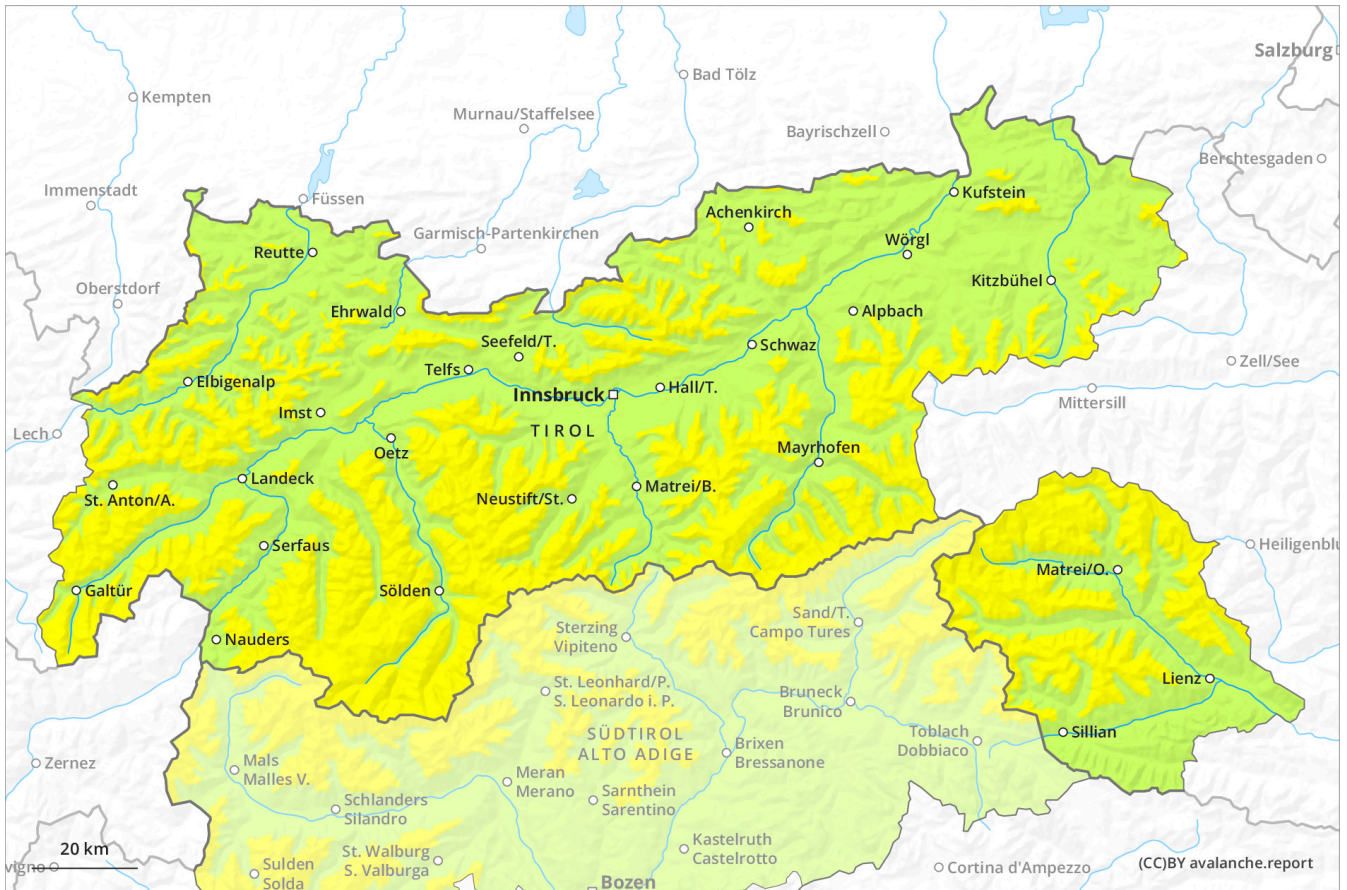 Salzburg
Bad Tölz
Kempten
Murnau/Staffelsee
Bayrischzell
Berchtesgaden
Immenstadt
Füssen
Kufstein
Achenkirch
Garmisch-Partenkirchen
Wörgl
Reutte
Kitzbühel
Oberstdorf
Ehrwald
Alpbach
Seefeld/T.
Schwaz
Zell/See
Telfs
Elbigenalp
Hall/T.
Innsbruck
Mittersill
Imst
Lech
TIROL
Oetz
Mayrhofen
Landeck
Matrei/B.
St. Anton/A.
Neustift/St.
Serfaus
Heiligenblu
Matrei/O.
Galtür
Sölden
Sand/T.
Campo Tures
Sterzing
Vipiteno
Nauders
Lienz
St. Leonhard/P.
S. Leonardo i. P.
Bruneck
Brunico
Sillian
SÜDTIROL
ALTO ADIGE
Toblach
Dobbiaco
Brixen
Bressanone
Zernez
Mals
Malles V.
Meran
Merano
Sarnthein
Sarentino
Schlanders
Silandro
20 km
Kastelruth
Castelrotto
St. Walburg
S. Valburga
(CC)BY avalanche.report
vigno
Sulden
Solda
Cortina d'Ampezzo
Bozen